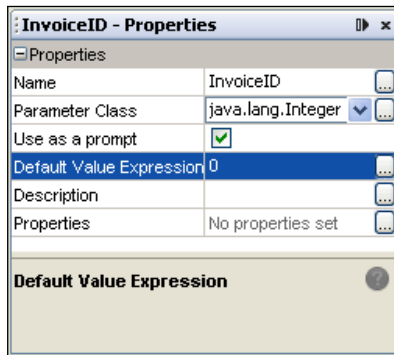 InvoiceID - Properties
Properties
Name InvoiceID ...
Parameter Class java.lang.Integer ...
Use as a prompt
Default Value Expression 0 ...
Description ...
Properties No properties set ...
Default Value Expression ?